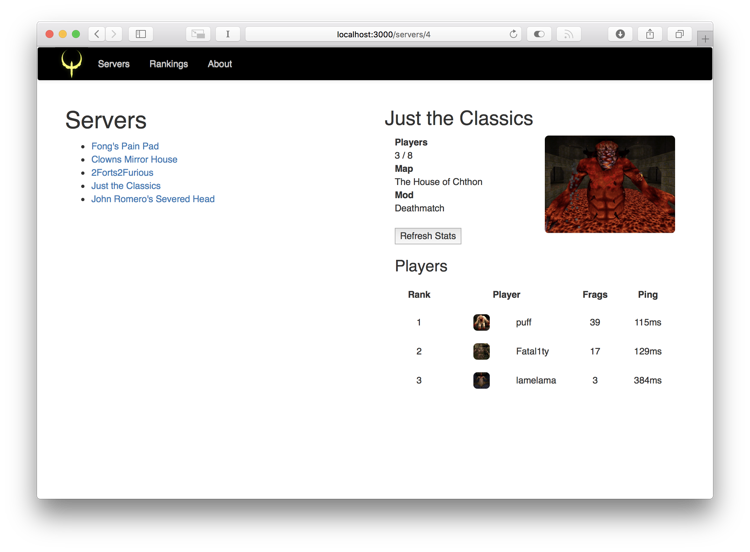 localhost:3000/servers/4
Servers Rankings About
Servers
Fong's Pain Pad
Clowns Mirror House
2Forts2Furious
Just the Classics
John Romero's Severed Head
Just the Classics
Players
3 / 8
Map
The House of Chthon
Mod
Deathmatch
Refresh Stats
Players
Rank Player Frags Ping
1 puff 39 115ms
2 Fatal1ty 17 129ms
3 lamelama 3 384ms